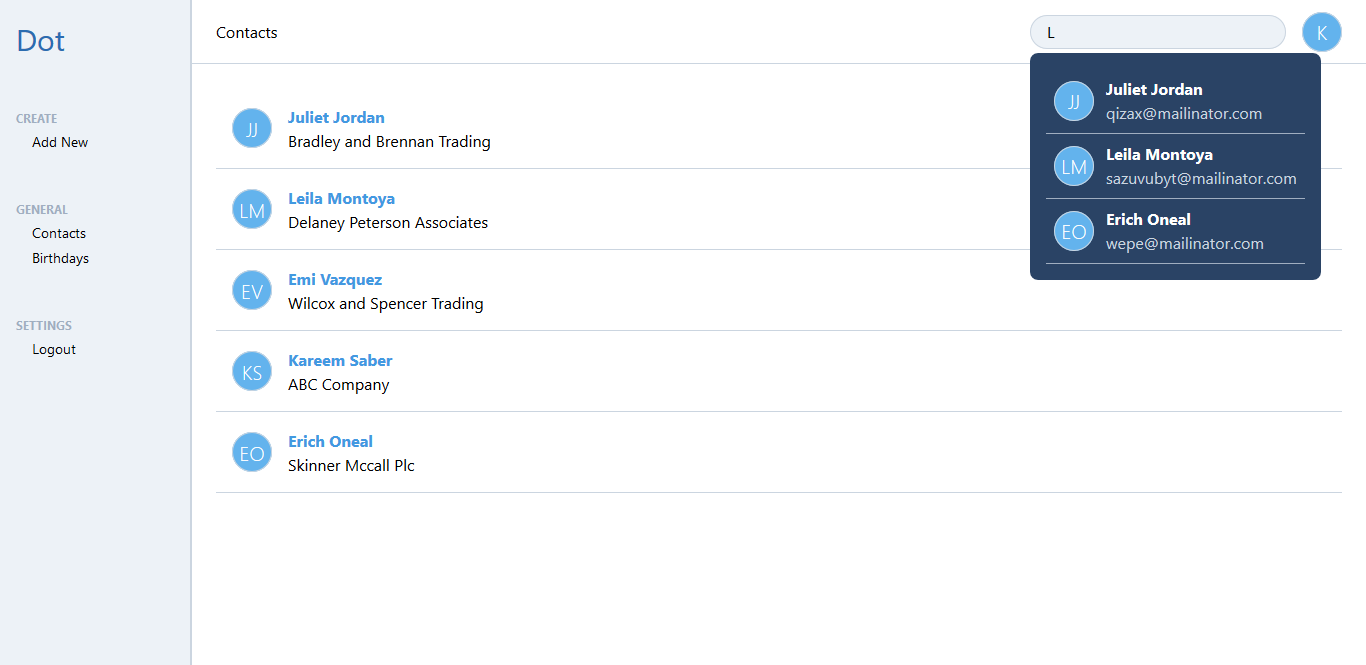 Dot
CREATE
Add New
GENERAL
Contacts
Birthdays
SETTINGS
Logout
Contacts
L
K
JJ
Juliet Jordan
Bradley and Brennan Trading
LM
Leila Montoya
Delaney Peterson Associates
EV
Emi Vazquez
Wilcox and Spencer Trading
KS
Kareem Saber
ABC Company
EO
Erich Oneal
Skinner Mccall Plc
JJ
Juliet Jordan
qizax@mailinator.com
LM
Leila Montoya
sazuvubyt@mailinator.com
EO
Erich Oneal
wepe@mailinator.com